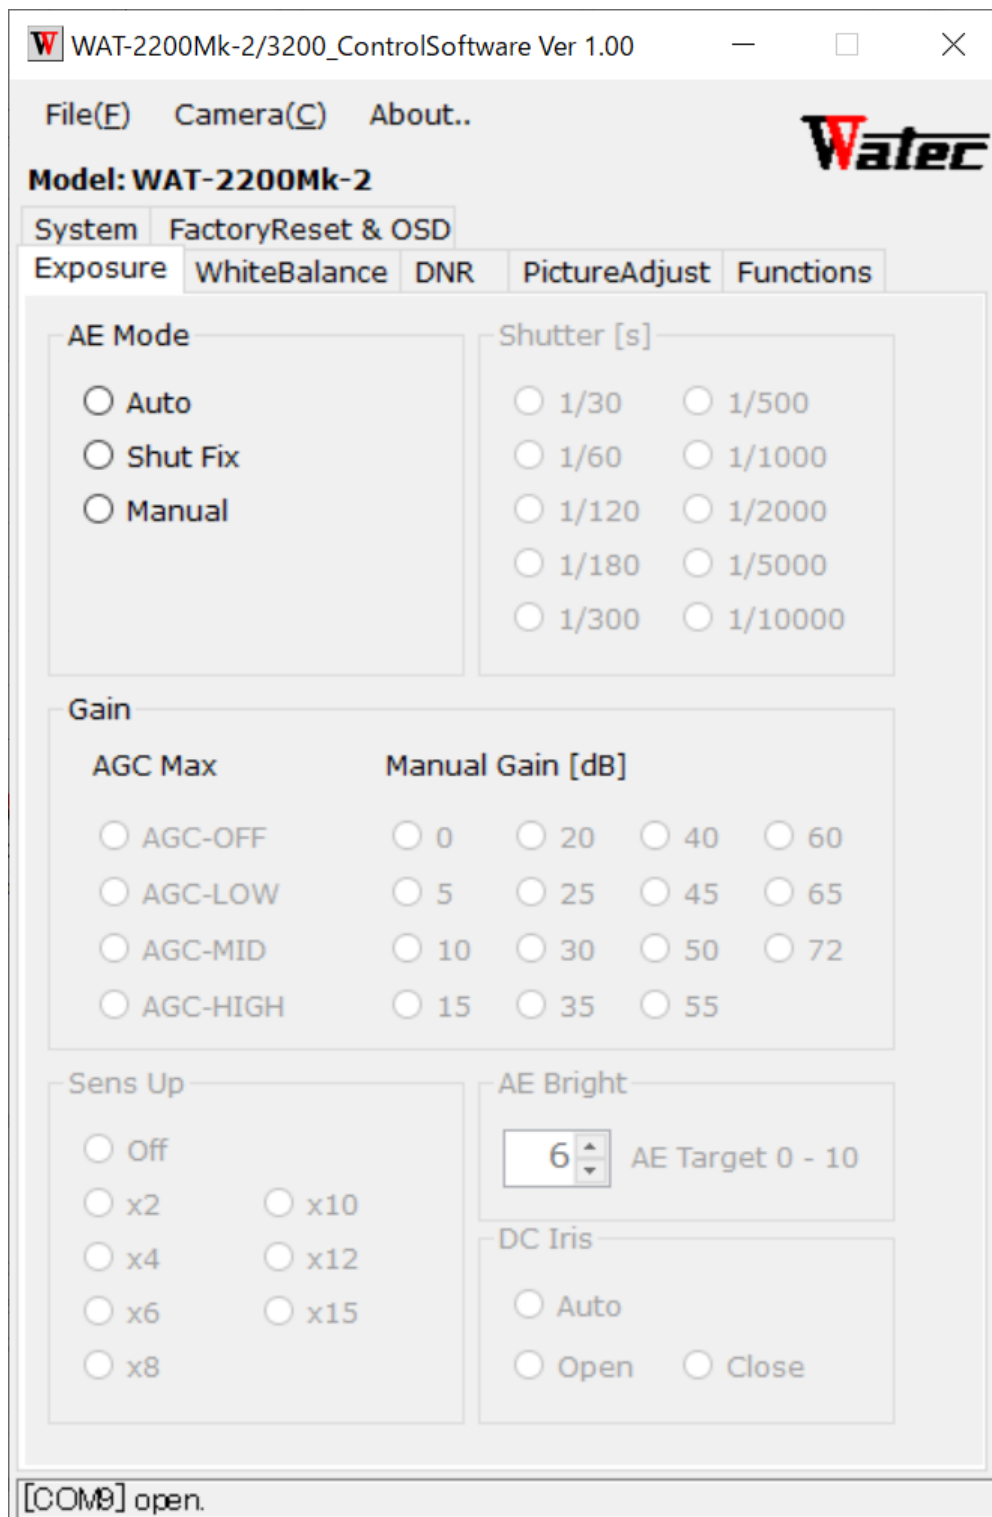 WAT-2200Mk-2/3200_ControlSoftware Ver 1.00
File(F) Camera(C) About..
Watec
Model: WAT-2200Mk-2
System FactoryReset & OSD
Exposure WhiteBalance DNR PictureAdjust Functions
AE Mode
Auto
Shut Fix
Manual
Shutter [s]
1/30 1/500
1/60 1/1000
1/120 1/2000
1/180 1/5000
1/300 1/10000
Gain
AGC Max Manual Gain [dB]
AGC-OFF 0 20 40 60
AGC-LOW 5 25 45 65
AGC-MID 10 30 50 72
AGC-HIGH 15 35 55
Sens Up
Off
x2 x10
x4 x12
x6 x15
x8
AE Bright
6 AE Target 0 - 10
DC Iris
Auto
Open Close
[COM9] open.